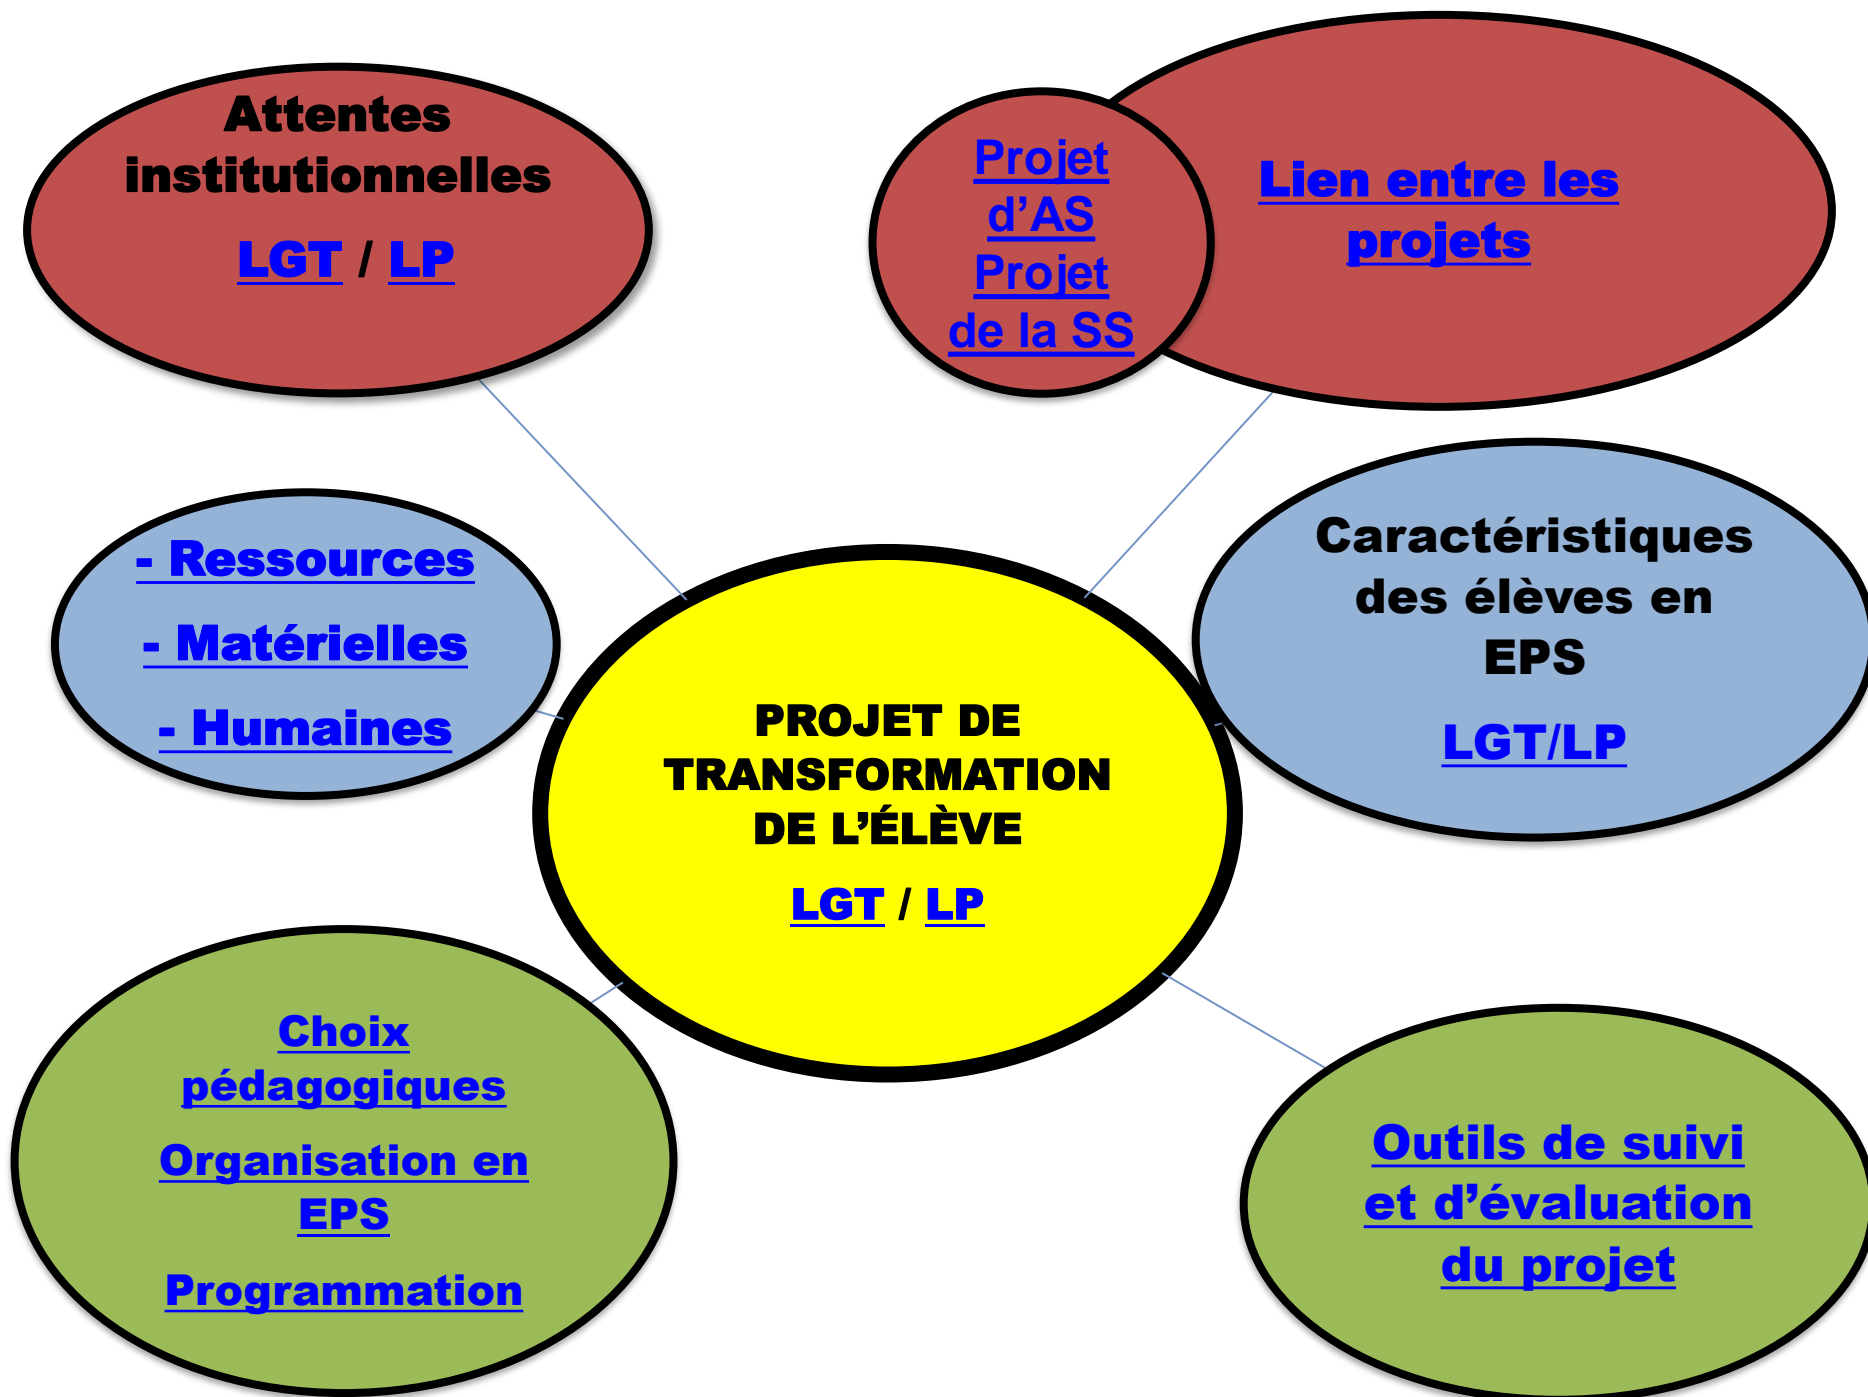 Attentes
institutionnelles
LGT / LP
Projet
d’AS
Projet
de la SS
Lien entre les
projets
- Ressources
- Matérielles
- Humaines
Caractéristiques
des élèves en
EPS
LGT/LP
PROJET DE
TRANSFORMATION
DE L’ÉLÈVE
LGT / LP
Choix
pédagogiques
Organisation en
EPS
Programmation
Outils de suivi
et d’évaluation
du projet